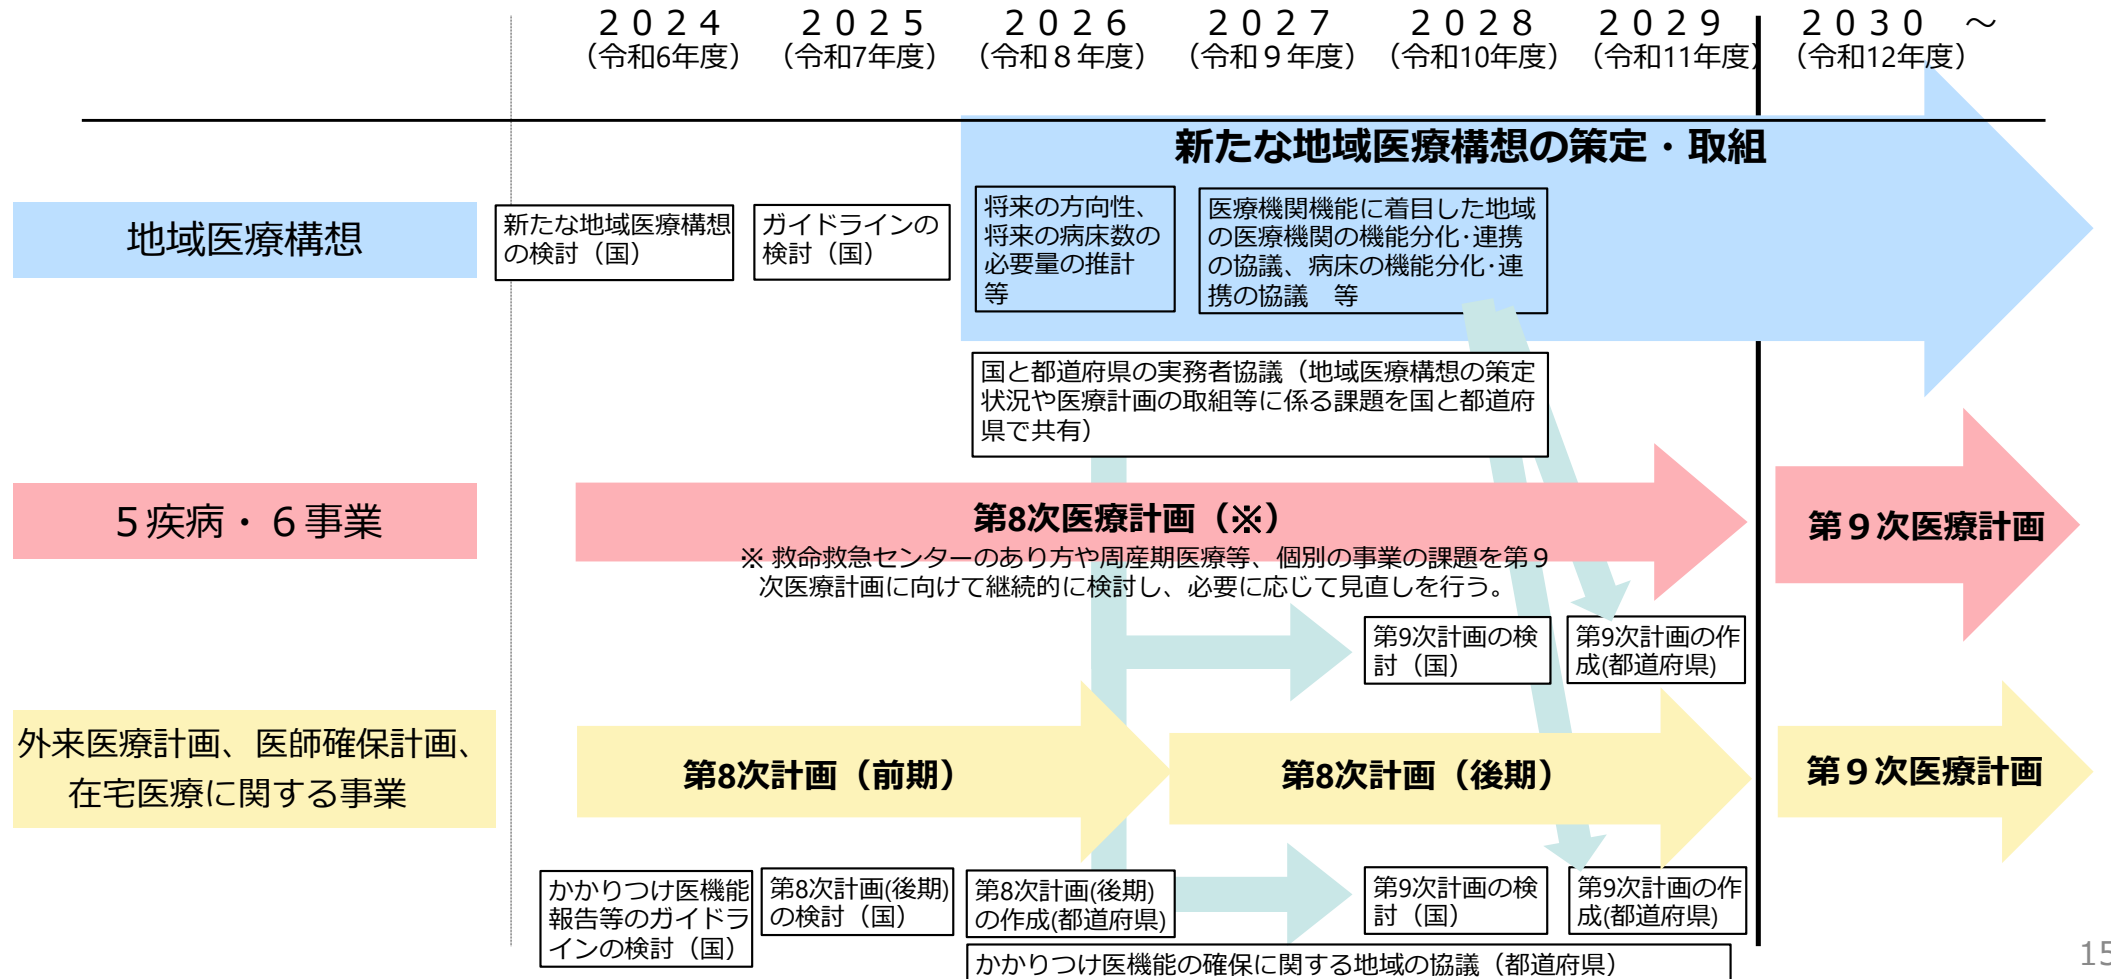 ２０２４
（令和6年度）
２０２５
（令和7年度）
２０２６
（令和８年度）
２０２７
（令和９年度）
２０２８
（令和10年度）
２０２９
（令和11年度）
２０３０　～
（令和12年度）
新たな地域医療構想の策定・取組
地域医療構想
新たな地域医療構想
の検討（国）
ガイドラインの
検討（国）
将来の方向性、
将来の病床数の
必要量の推計
等
医療機関機能に着目した地域
の医療機関の機能分化・連携
の協議、病床の機能分化・連
携の協議　等
国と都道府県の実務者協議（地域医療構想の策定
状況や医療計画の取組等に係る課題を国と都道府
県で共有）
５疾病・６事業
第8次医療計画（※）
※ 救命救急センターのあり方や周産期医療等、個別の事業の課題を第９
次医療計画に向けて継続的に検討し、必要に応じて見直しを行う。
第９次医療計画
第9次計画の検
討（国）
第9次計画の作
成(都道府県)
外来医療計画、医師確保計画、
在宅医療に関する事業
第8次計画（前期）
第8次計画（後期）
第９次医療計画
かかりつけ医機能
報告等のガイドラ
インの検討（国）
第8次計画(後期)
の検討（国）
第8次計画(後期)
の作成(都道府県)
第9次計画の検
討（国）
第9次計画の作
成(都道府県)
かかりつけ医機能の確保に関する地域の協議（都道府県）
15